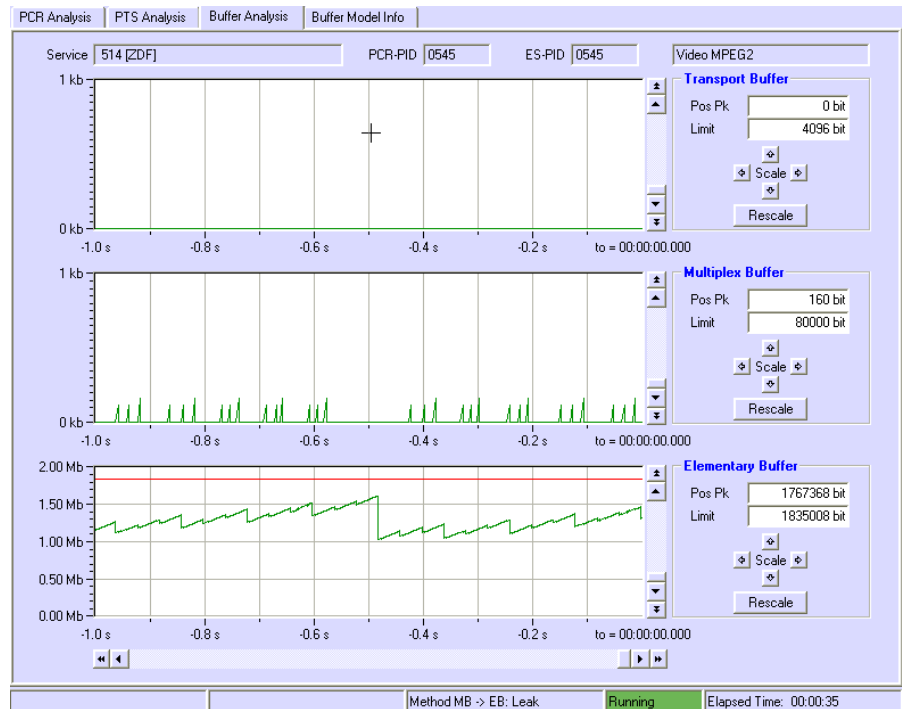 PCR Analysis PTS Analysis Buffer Analysis Buffer Model Info
Service 514 [ZDF] PCR-PID 0545 ES-PID 0545 Video MPEG2
1 kb
0 kb
-1.0 s -0.8 s -0.6 s -0.4 s -0.2 s to = 00:00:00.000
Transport Buffer
Pos Pk 0 bit
Limit 4096 bit
Scale
Rescale
1 kb
0 kb
-1.0 s -0.8 s -0.6 s -0.4 s -0.2 s to = 00:00:00.000
Multiplex Buffer
Pos Pk 160 bit
Limit 80000 bit
Scale
Rescale
2.00 Mb
1.50 Mb
1.00 Mb
0.50 Mb
0.00 Mb
-1.0 s -0.8 s -0.6 s -0.4 s -0.2 s to = 00:00:00.000
Elementary Buffer
Pos Pk 1767368 bit
Limit 1835008 bit
Scale
Rescale
Method MB -> EB: Leak Running Elapsed Time: 00:00:35